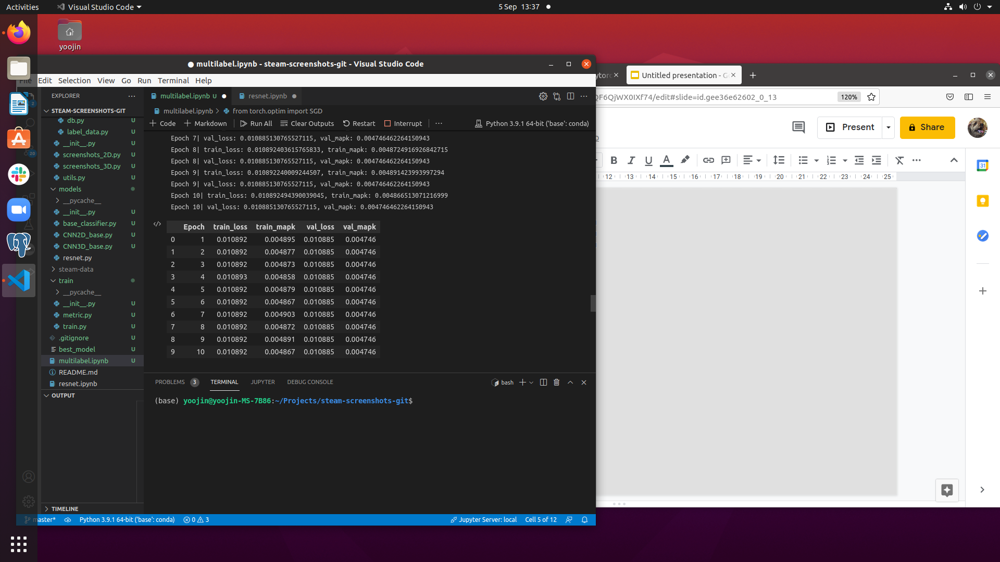 Activities
Visual Studio Code
5 Sep 13:37
yoojin
● multilabel.ipynb - steam-screenshots-git - Visual Studio Code
File Edit Selection View Go Run Terminal Help
EXPLORER
STEAM-SCREENSHOTS-GIT
db.py U
label_data.py U
__init__.py U
screenshots_2D.py U
screenshots_3D.py U
utils.py U
models
__pycache__
__init__.py U
base_classifier.py U
CNN2D_base.py U
CNN3D_base.py U
resnet.py
steam-data
train
__pycache__
__init__.py U
metric.py U
train.py U
.gitignore U
best_model U
multilabel.ipynb U
README.md
resnet.ipynb
OUTPUT
TIMELINE
2
20
multilabel.ipynb U
resnet.ipynb
multilabel.ipynb > from torch.optim import SGD
Code
Markdown
Run All
Clear Outputs
Restart
Interrupt
Python 3.9.1 64-bit ('base': conda)
Epoch 7| val_loss: 0.010885130765527115, val_mapk: 0.004746462264150943
Epoch 8| train_loss: 0.010892403615765833, train_mapk: 0.0048724916926842715
Epoch 8| val_loss: 0.010885130765527115, val_mapk: 0.004746462264150943
Epoch 9| train_loss: 0.010892240009244507, train_mapk: 0.004891423993997294
Epoch 9| val_loss: 0.010885130765527115, val_mapk: 0.004746462264150943
Epoch 10| train_loss: 0.010892494390039045, train_mapk: 0.004866513071216999
Epoch 10| val_loss: 0.010885130765527115, val_mapk: 0.004746462264150943
Epoch train_loss train_mapk val_loss val_mapk
0 1 0.010892 0.004895 0.010885 0.004746
1 2 0.010892 0.004877 0.010885 0.004746
2 3 0.010892 0.004873 0.010885 0.004746
3 4 0.010893 0.004858 0.010885 0.004746
4 5 0.010892 0.004879 0.010885 0.004746
5 6 0.010892 0.004867 0.010885 0.004746
6 7 0.010892 0.004903 0.010885 0.004746
7 8 0.010892 0.004872 0.010885 0.004746
8 9 0.010892 0.004891 0.010885 0.004746
9 10 0.010892 0.004867 0.010885 0.004746
PROBLEMS 3 TERMINAL JUPYTER DEBUG CONSOLE
bash
(base) yoojin@yoojin-MS-7B86:~/Projects/steam-screenshots-git$
master*
Python 3.9.1 64-bit ('base': conda)
0 3
Jupyter Server: local
Cell 5 of 12
ytorc
Untitled presentation - G
QF6QjWX0IXf74/edit#slide=id.gee36e62602_0_13
120%
Present
Share
B I U A
12 13 14 15 16 17 18 19 20 21 22 23 24 25
31